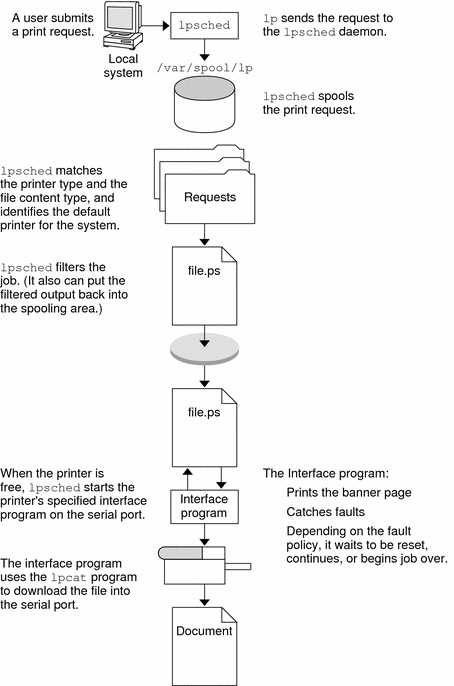 A user submits
a print request.
Local
system
lpsched
lp sends the request to
the lpsched daemon.
/var/spool/lp
lpsched spools
the print request.
lpsched matches
the printer type and the
file content type, and
identifies the default
printer for the system.
Requests
lpsched filters the
job. (It also can put the
filtered output back into
the spooling area.)
file.ps
file.ps
When the printer is
free, lpsched starts the
printer's specified interface
program on the serial port.
Interface
program
The Interface program:
Prints the banner page
Catches faults
Depending on the fault
policy, it waits to be reset,
continues, or begins job over.
The interface program
uses the lpcat program
to download the file into
the serial port.
Document